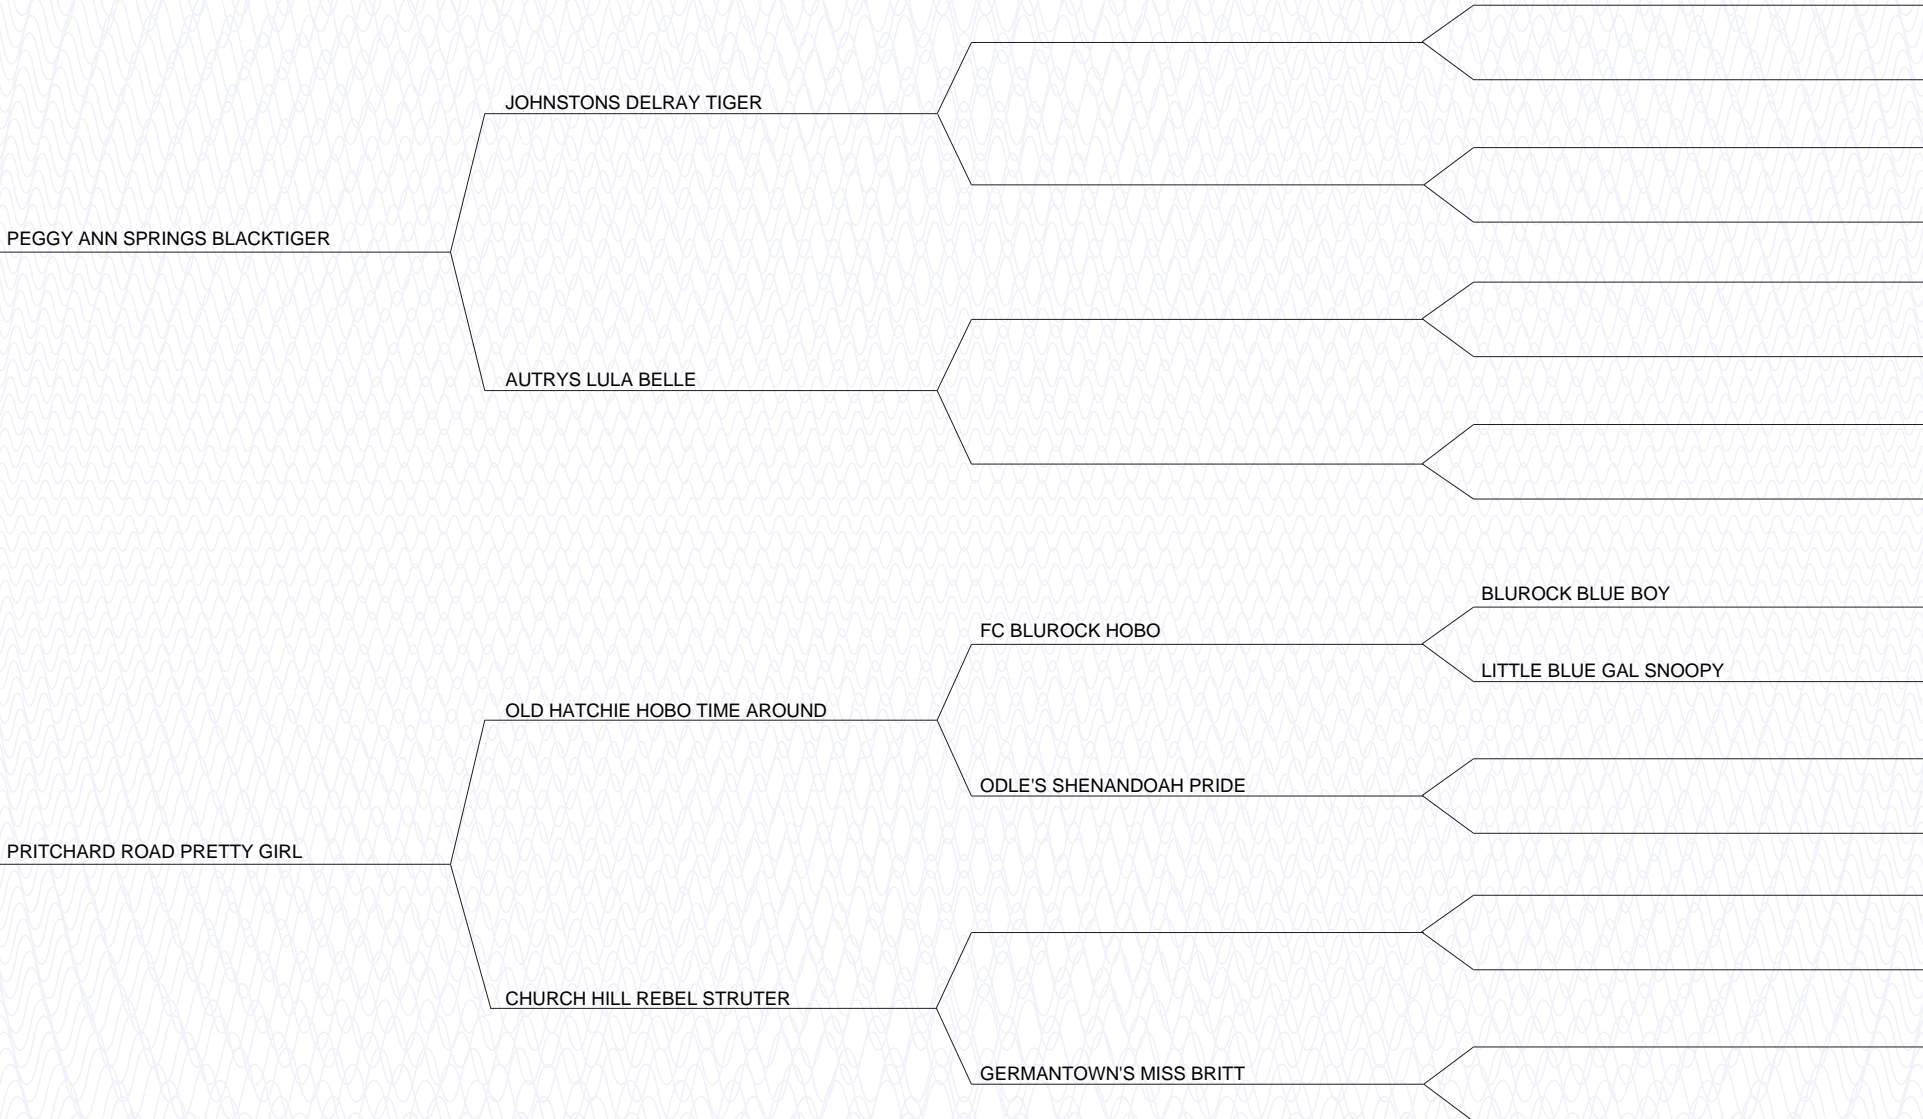 JOHNSTONS DELRAY TIGER
PEGGY ANN SPRINGS BLACKTIGER
AUTRYS LULA BELLE
BLUROCK BLUE BOY
FC BLUROCK HOBO
LITTLE BLUE GAL SNOOPY
OLD HATCHIE HOBO TIME AROUND
ODLE'S SHENANDOAH PRIDE
PRITCHARD ROAD PRETTY GIRL
CHURCH HILL REBEL STRUTER
GERMANTOWN'S MISS BRITT